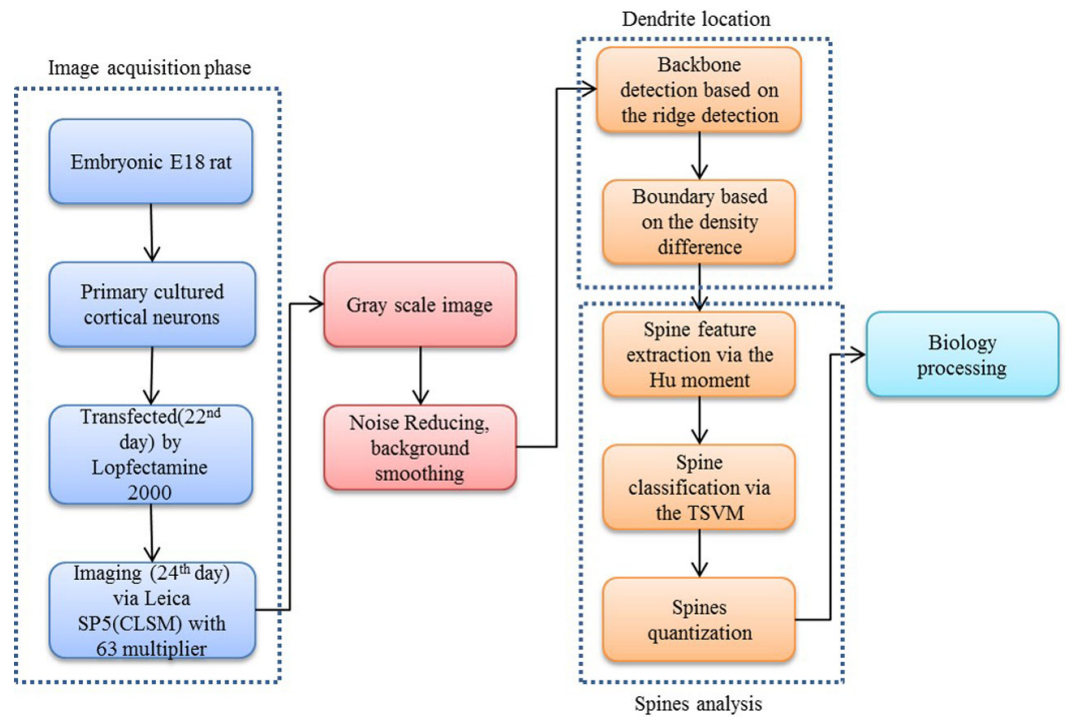 Image acquisition phase
Embryonic E18 rat
Primary cultured
cortical neurons
Transfected(22nd
day) by
Lopfectamine
2000
Imaging (24th day)
via Leica
SP5(CLSM) with
63 multiplier
Gray scale image
Noise Reducing,
background
smoothing
Dendrite location
Backbone
detection based on
the ridge detection
Boundary based
on the density
difference
Spine feature
extraction via the
Hu moment
Spine
classification via
the TSVM
Spines
quantization
Spines analysis
Biology
processing